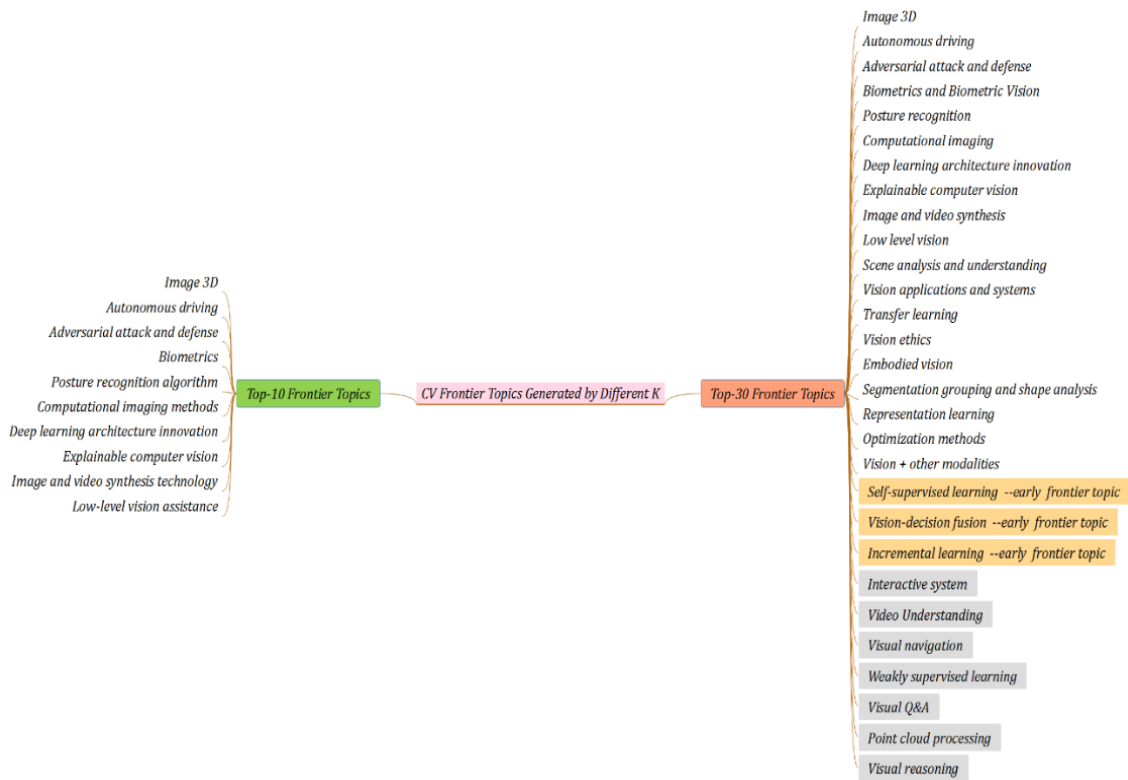 Image 3D
Autonomous driving
Adversarial attack and defense
Biometrics
Posture recognition algorithm
Computational imaging methods
Deep learning architecture innovation
Explainable computer vision
Image and video synthesis technology
Low-level vision assistance
Top-10 Frontier Topics
CV Frontier Topics Generated by Different K
Top-30 Frontier Topics
Image 3D
Autonomous driving
Adversarial attack and defense
Biometrics and Biometric Vision
Posture recognition
Computational imaging
Deep learning architecture innovation
Explainable computer vision
Image and video synthesis
Low level vision
Scene analysis and understanding
Vision applications and systems
Transfer learning
Vision ethics
Embodied vision
Segmentation grouping and shape analysis
Representation learning
Optimization methods
Vision + other modalities
Self-supervised learning --early frontier topic
Vision-decision fusion --early frontier topic
Incremental learning --early frontier topic
Interactive system
Video Understanding
Visual navigation
Weakly supervised learning
Visual Q&A
Point cloud processing
Visual reasoning